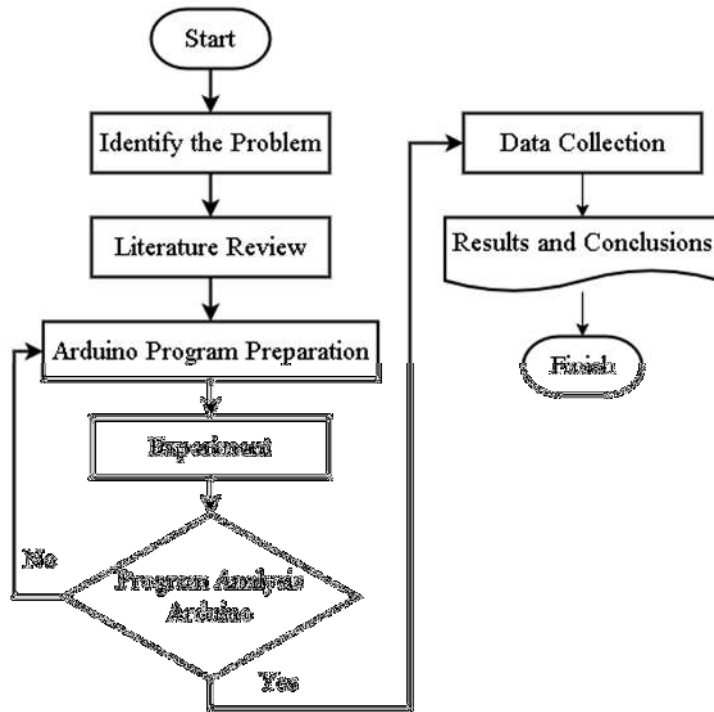 Start
Identify the Problem
Literature Review
Arduino Program Preparation
Experiment
Program Analysis
Arduino
No
Yes
Data Collection
Results and Conclusions
Finish